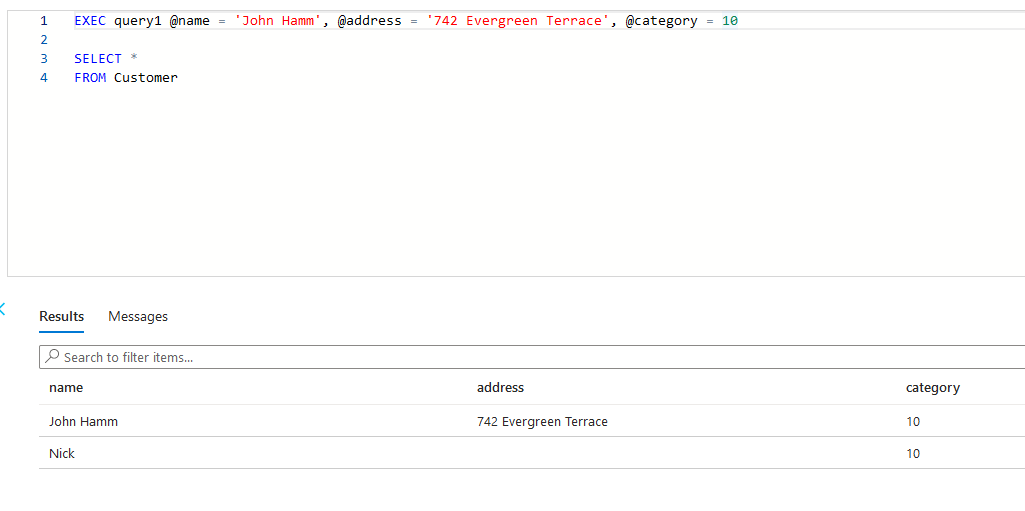 1 EXEC query1 @name = 'John Hamm', @address = '742 Evergreen Terrace', @category = 10
2
3 SELECT *
4 FROM Customer
Results Messages
Search to filter items...
name address category
John Hamm 742 Evergreen Terrace 10
Nick 10